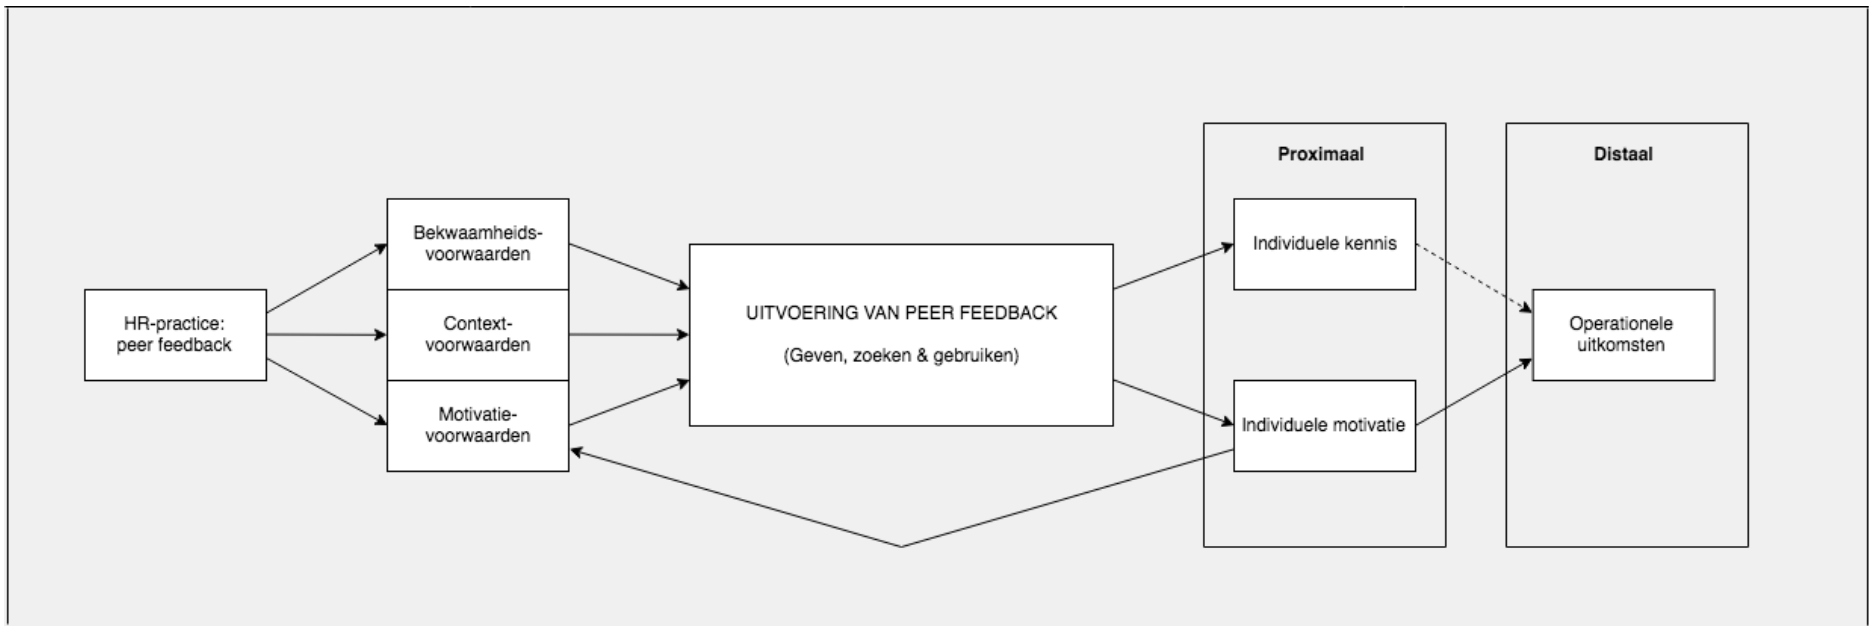 HR-practice:
peer feedback
Bekwaamheids-
voorwaarden
Context-
voorwaarden
Motivatie-
voorwaarden
UITVOERING VAN PEER FEEDBACK
(Geven, zoeken & gebruiken)
Proximaal
Individuele kennis
Individuele motivatie
Distaal
Operationele
uitkomsten